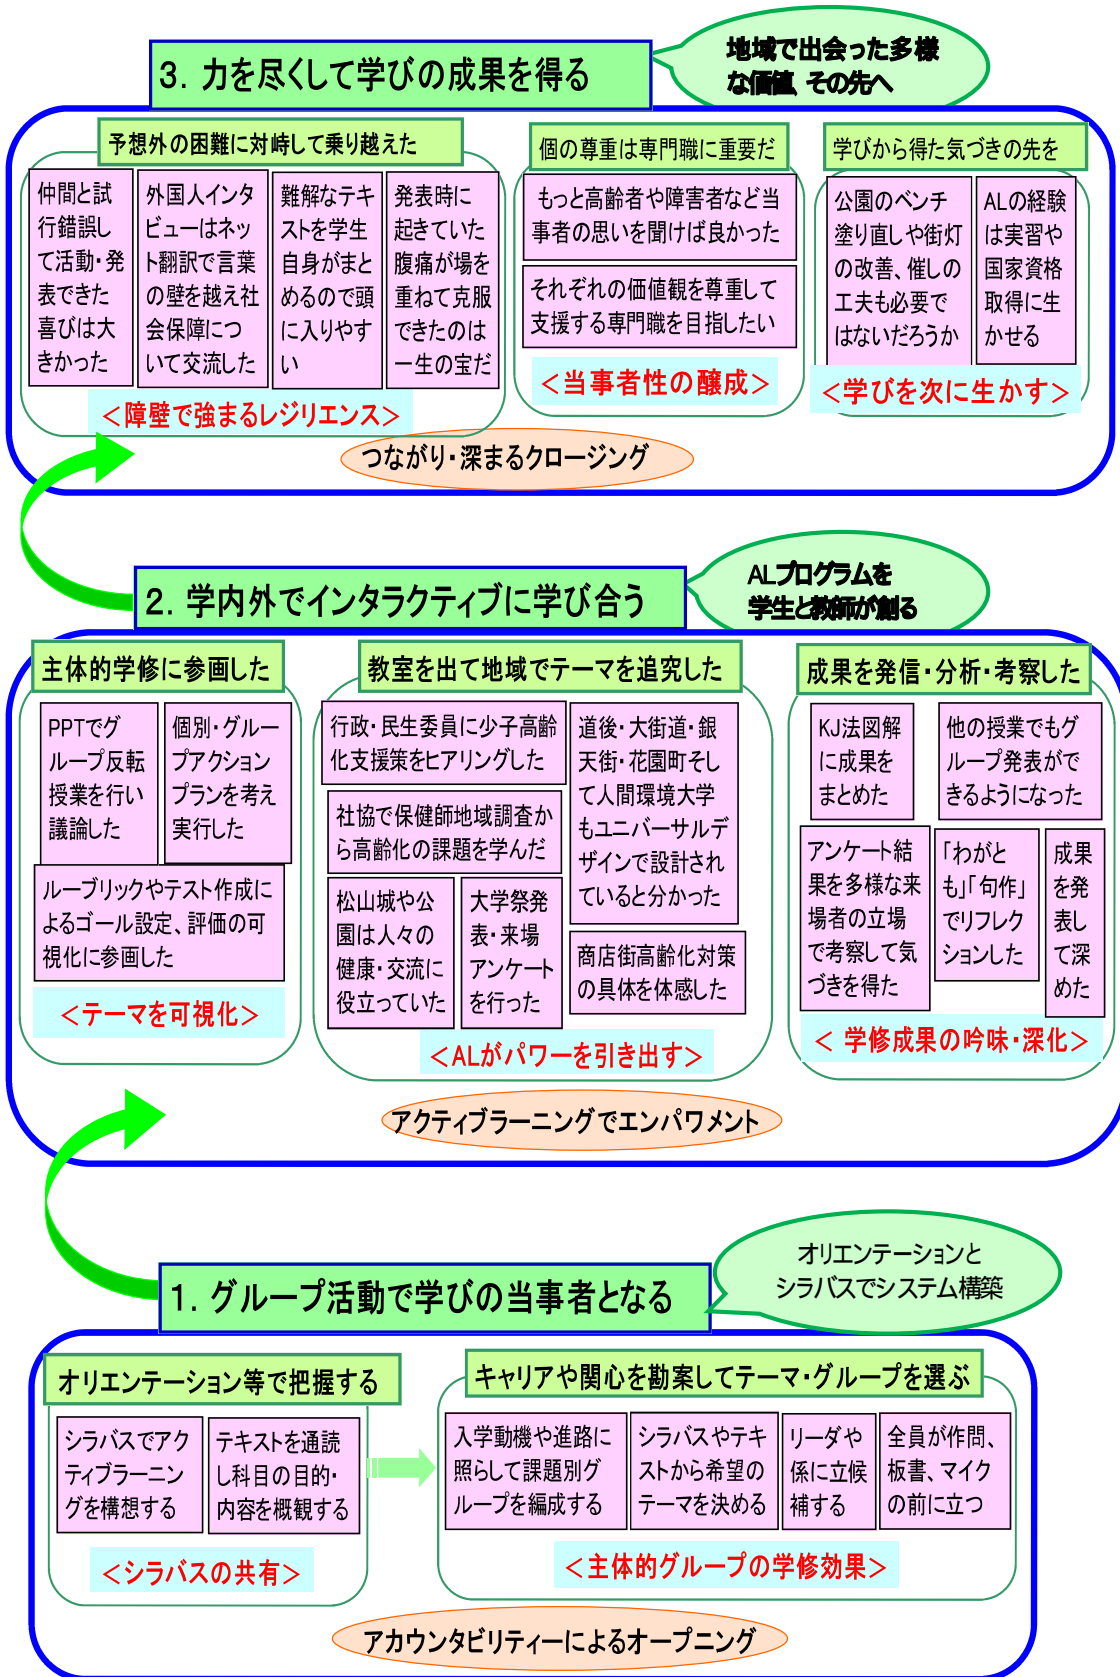 地域で出会った多様
な価値、その先へ
3. 力を尽くして学びの成果を得る
予想外の困難に対峙して乗り越えた
仲間と試
行錯誤し
て活動・発
表できた
喜びは大
きかった
外国人インタ
ビューはネッ
ト翻訳で言葉
の壁を越え社
会保障につ
いて交流した
難解なテキ
ストを学生
自身がまと
めるので頭
に入りやす
い
発表時に
起きていた
腹痛が場を
重ねて克服
できたのは
一生の宝だ
<障壁で強まるレジリエンス>
個の尊重は専門職に重要だ
もっと高齢者や障害者など当
事者の思いを聞けば良かった
それぞれの価値観を尊重して
支援する専門職を目指したい
<当事者性の醸成>
学びから得た気づきの先を
公園のベンチ
塗り直しや街灯
の改善、催しの
工夫も必要で
はないだろうか
ALの経験
は実習や
国家資格
取得に生
かせる
<学びを次に生かす>
つながり・深まるクロージング
ALプログラムを
学生と教師が創る
2. 学内外でインタラクティブに学び合う
主体的学修に参画した
PPTでグ
ループ反転
授業を行い
議論した
個別・グルー
プアクション
プランを考え
実行した
ルーブリックやテスト作成に
よるゴール設定、評価の可
視化に参画した
<テーマを可視化>
教室を出て地域でテーマを追究した
行政・民生委員に少子高齢
化支援策をヒアリングした
社協で保健師地域調査か
ら高齢化の課題を学んだ
松山城や公
園は人々の
健康・交流に
役立っていた
大学祭発
表・来場
アンケート
を行った
道後・大街道・銀
天街・花園町そし
て人間環境大学
もユニバーサルデ
ザインで設計され
ていると分かった
商店街高齢化対策
の具体を体感した
<ALがパワーを引き出す>
成果を発信・分析・考察した
KJ法図解
に成果を
まとめた
他の授業でもグ
ループ発表がで
きるようになった
アンケート結
果を多様な来
場者の立場
で考察して気
づきを得た
「わがと
も」「句作」
でリフレク
ションした
成果
を発
表し
て深
めた
< 学修成果の吟味・深化>
アクティブラーニングでエンパワメント
オリエンテーションと
シラバスでシステム構築
1. グループ活動で学びの当事者となる
オリエンテーション等で把握する
シラバスでアク
ティブラーニン
グを構想する
テキストを通読
し科目の目的・
内容を概観する
<シラバスの共有>
キャリアや関心を勘案してテーマ・グループを選ぶ
入学動機や進路に
照らして課題別グ
ループを編成する
シラバスやテキ
ストから希望の
テーマを決める
リーダや
係に立候
補する
全員が作問、
板書、マイク
の前に立つ
<主体的グループの学修効果>
アカウンタビリティーによるオープニング